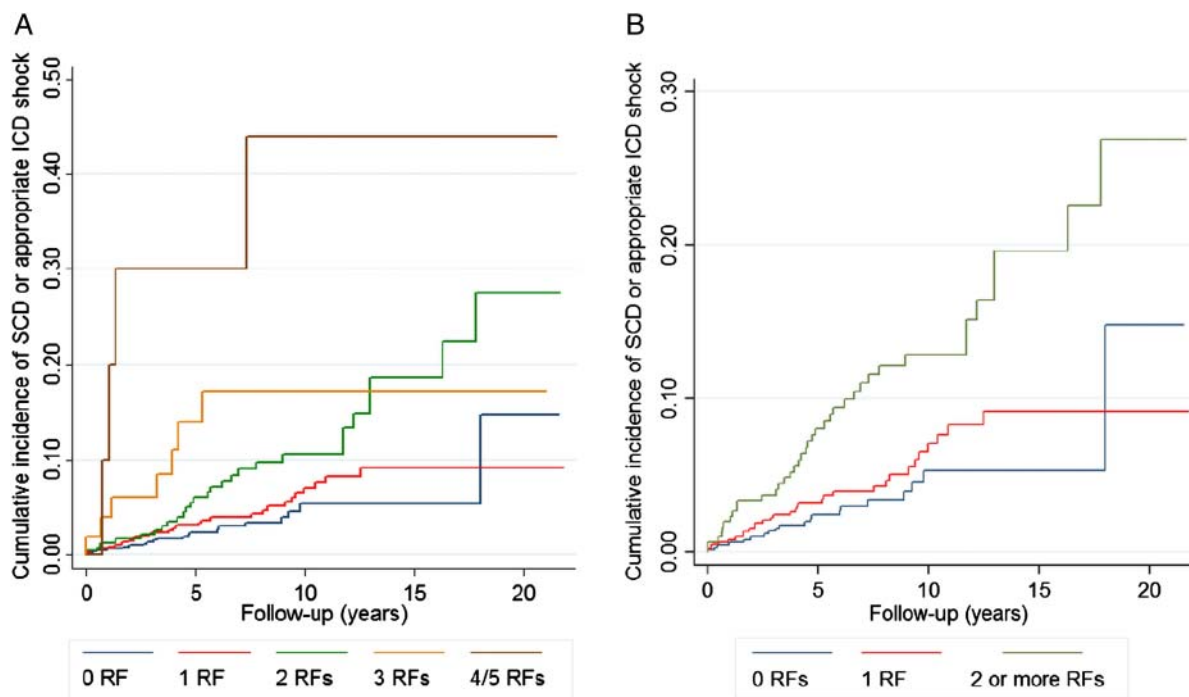 A
Cumulative incidence of SCD or appropriate ICD shock
0.50
0.40
0.30
0.20
0.10
0.00
0 5 10 15 20
Follow-up (years)
0 RF 1 RF 2 RFs 3 RFs 4/5 RFs
B
Cumulative incidence of SCD or appropriate ICD shock
0.30
0.20
0.10
0.00
0 5 10 15 20
Follow-up (years)
0 RFs 1 RF 2 or more RFs